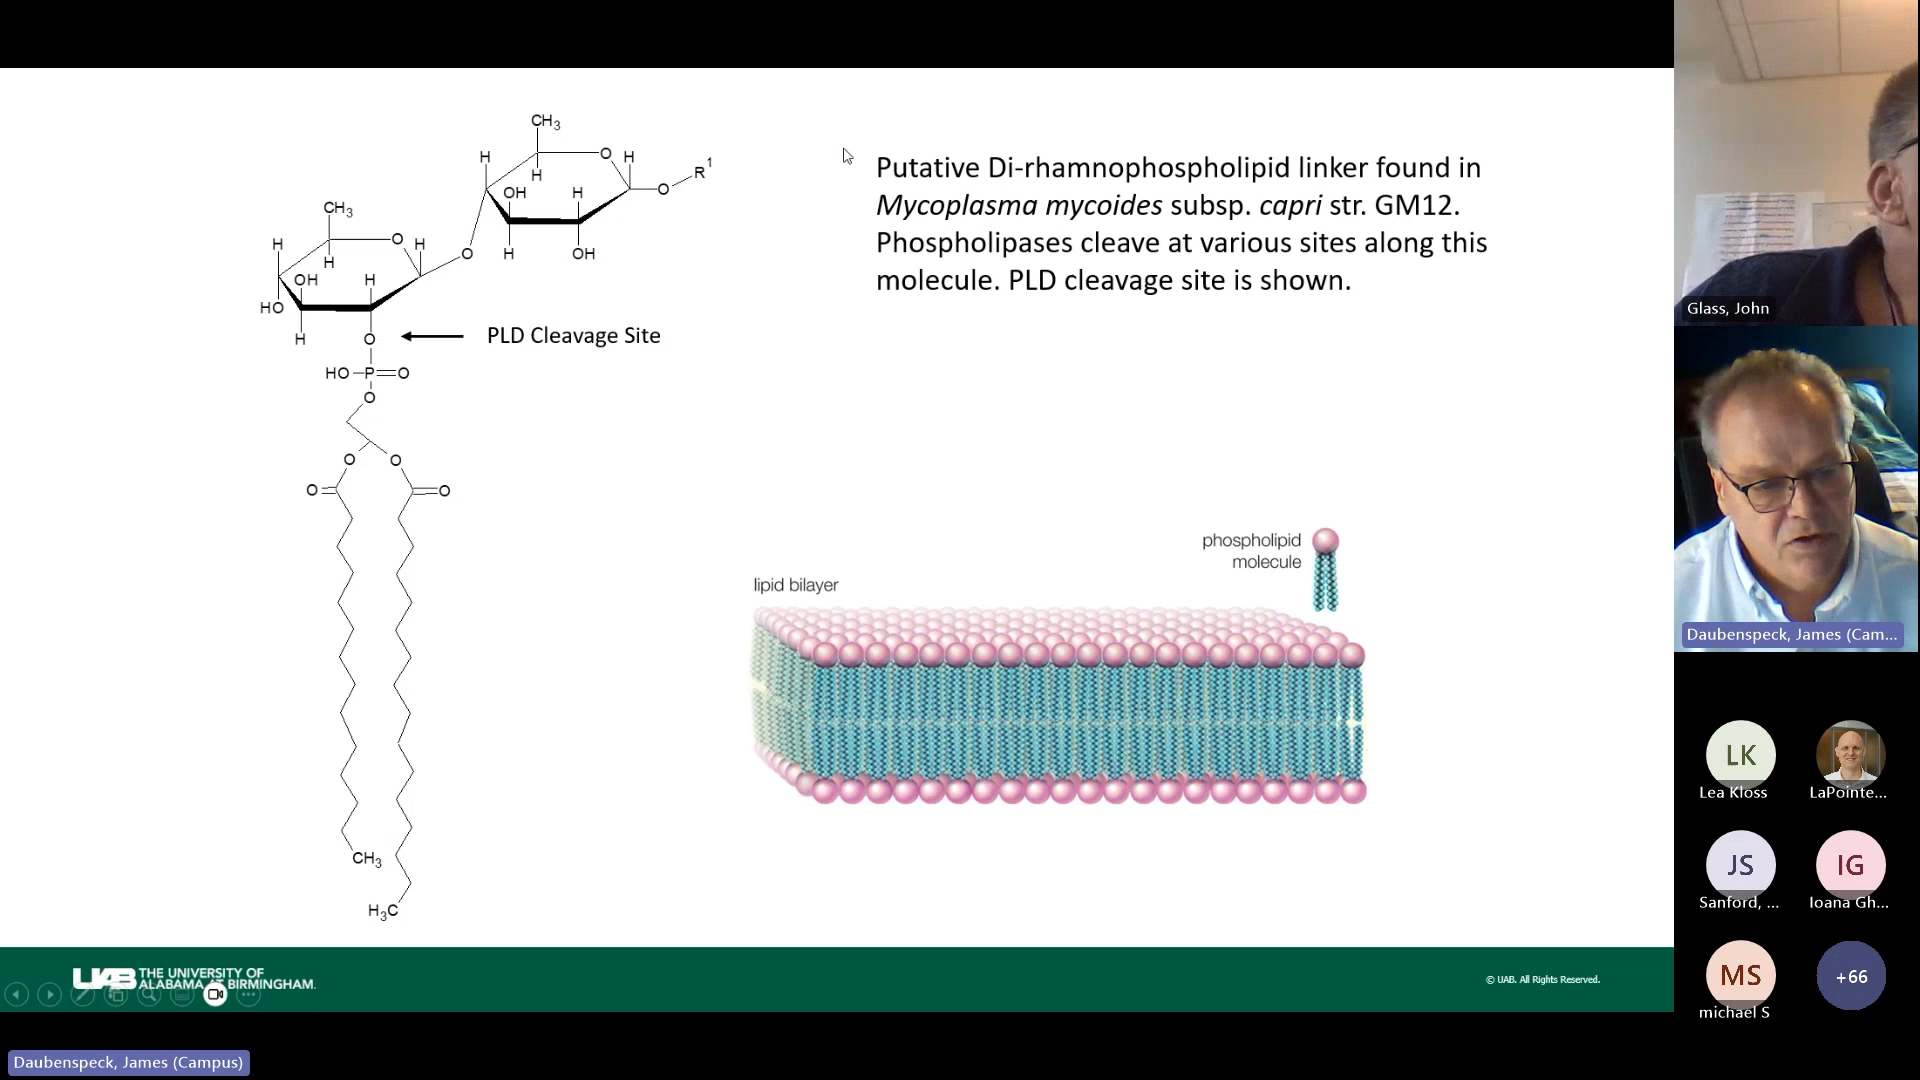 CH3
H
O
H
R1
H
OH
H
O
CH3
H
OH
O
H
O
H
H
OH
H
HO
H
O
PLD Cleavage Site
HO
P
O
O
O
O
O
O
CH3
H3C
Putative Di-rhamnophospholipid linker found in
Mycoplasma mycoides subsp. capri str. GM12.
Phospholipases cleave at various sites along this
molecule. PLD cleavage site is shown.
phospholipid
molecule
lipid bilayer
UAB THE UNIVERSITY OF
ALABAMA AT BIRMINGHAM.
© UAB. All Rights Reserved.
Daubenspeck, James (Campus)
Glass, John
Daubenspeck, James (Cam...
LK
Lea Kloss
LaPointe...
JS
Sanford, ...
IG
Ioana Gh...
MS
michael S
+66